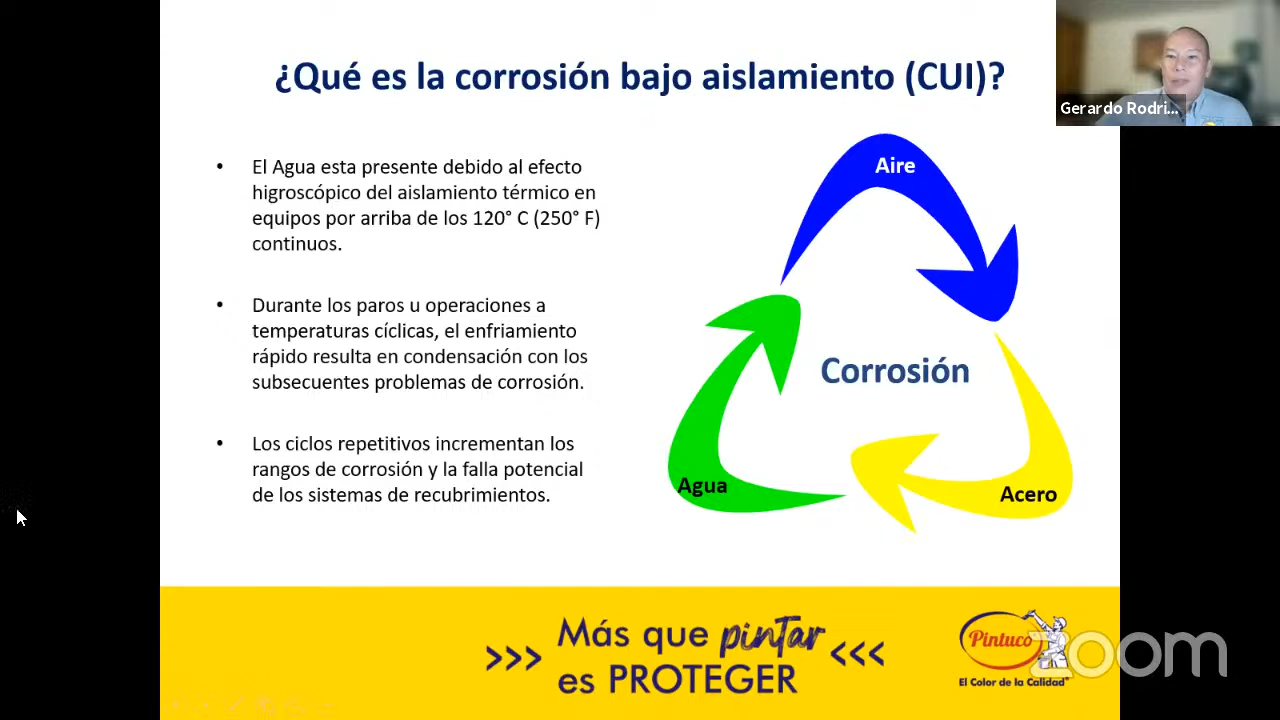 ¿Qué es la corrosión bajo aislamiento (CUI)?
Gerardo Rodri...
• El Agua esta presente debido al efecto
higroscópico del aislamiento térmico en
equipos por arriba de los 120° C (250° F)
continuos.
• Durante los paros u operaciones a
temperaturas cíclicas, el enfriamiento
rápido resulta en condensación con los
subsecuentes problemas de corrosión.
• Los ciclos repetitivos incrementan los
rangos de corrosión y la falla potencial
de los sistemas de recubrimientos.
Aire
Corrosión
Agua
Acero
>>> Más que pintar <<<
es PROTEGER
Pintuco
El Color de la Calidad®
zoom